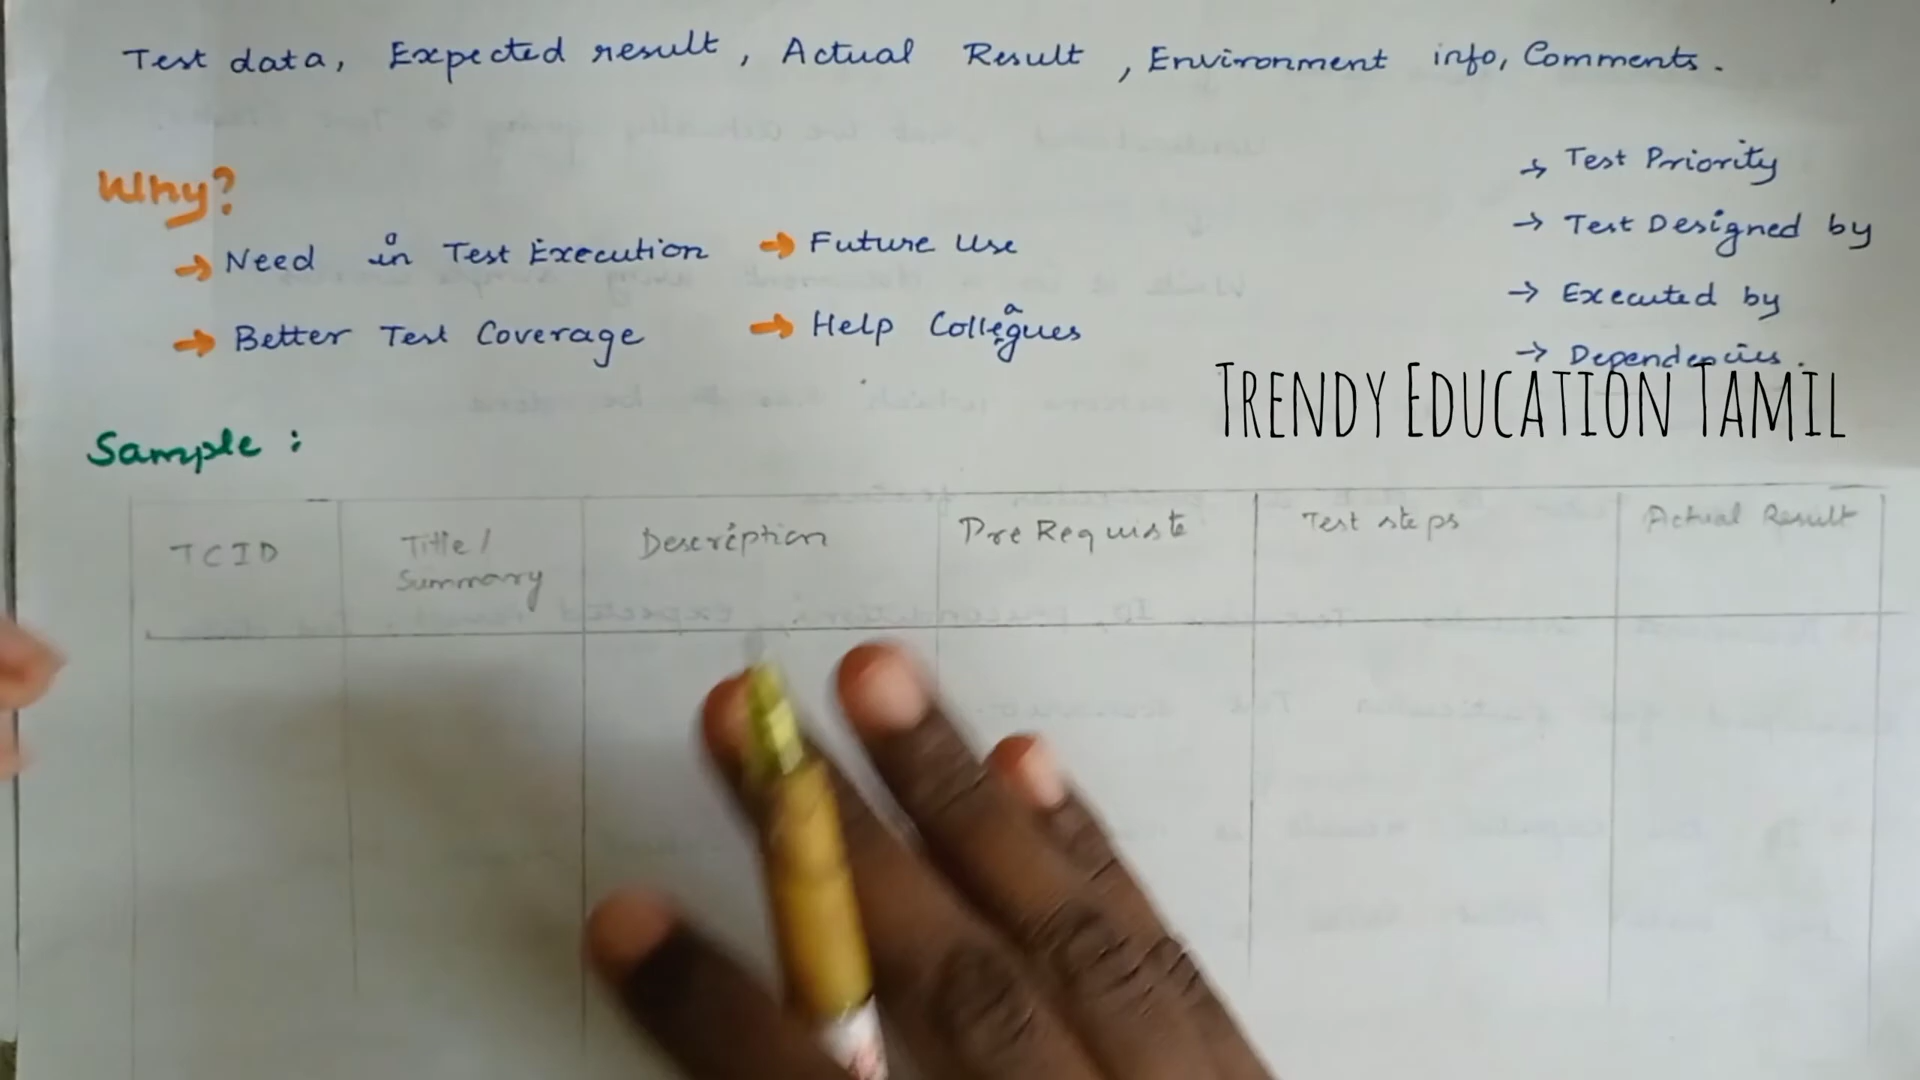 Test data, Expected result, Actual Result, Environment info, Comments.
Why?
→ Need in Test Execution
→ Better Test Coverage
→ Future Use
→ Help Collegues
a
→ Test Priority
→ Test Designed by
→ Executed by
→ Dependencies.
TRENDY EDUCATION TAMIL
Sample :
TCID
Title /
Summary
Description
Pre Requiste
Test steps
Actual Result